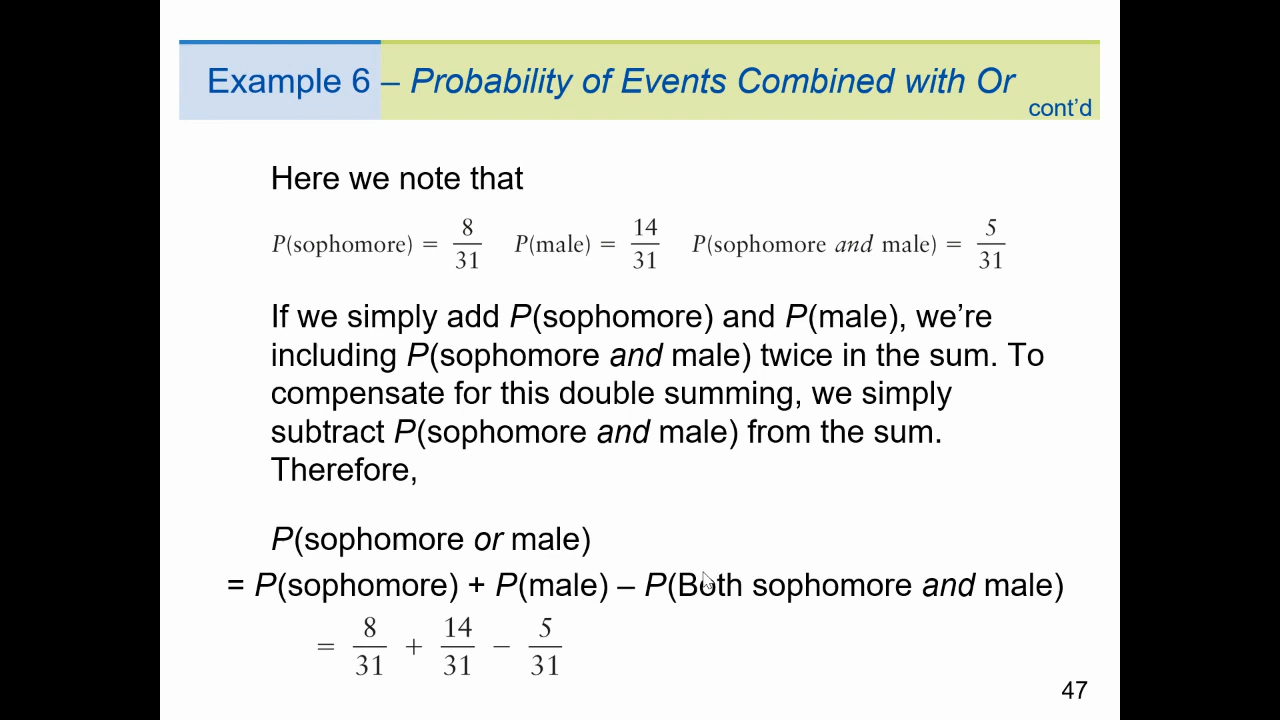 Example 6 – Probability of Events Combined with Or
cont’d
Here we note that
P(sophomore) = 8/31 P(male) = 14/31 P(sophomore and male) = 5/31
If we simply add P(sophomore) and P(male), we’re
including P(sophomore and male) twice in the sum. To
compensate for this double summing, we simply
subtract P(sophomore and male) from the sum.
Therefore,
P(sophomore or male)
= P(sophomore) + P(male) – P(Both sophomore and male)
= 8/31 + 14/31 − 5/31
47